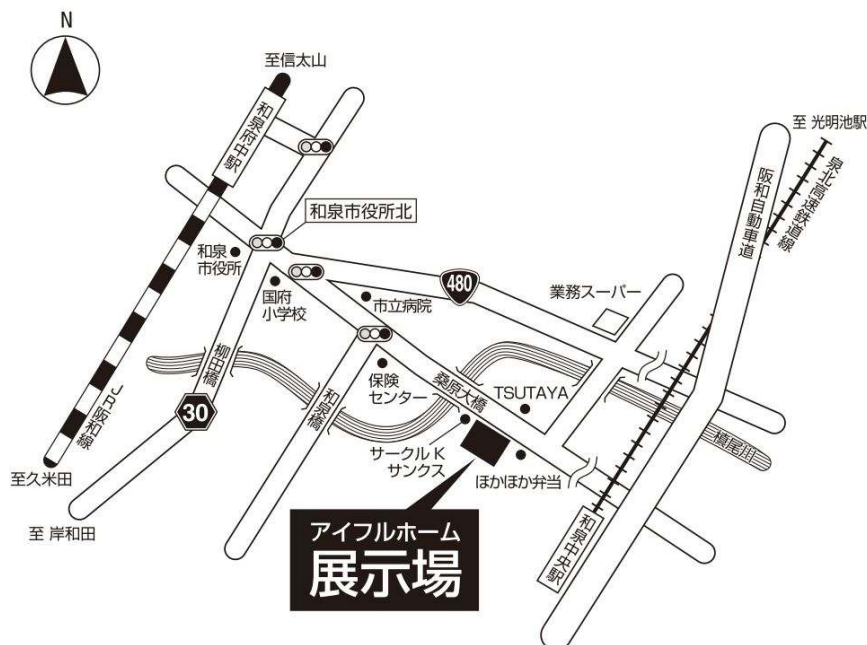 N
至信太山
和泉府中駅
至 光明池駅
泉北高速鉄道線
阪和自動車道
和泉市役所北
和泉
市役所
480
業務スーパー
国府
小学校
市立病院
柳田橋
JR阪和線
30
和泉橋
保険
センター
桑原大橋
TSUTAYA
槙尾川
サークルK
サンクス
ほかほか弁当
至久米田
至 岸和田
和泉中央駅
アイフルホーム
展示場